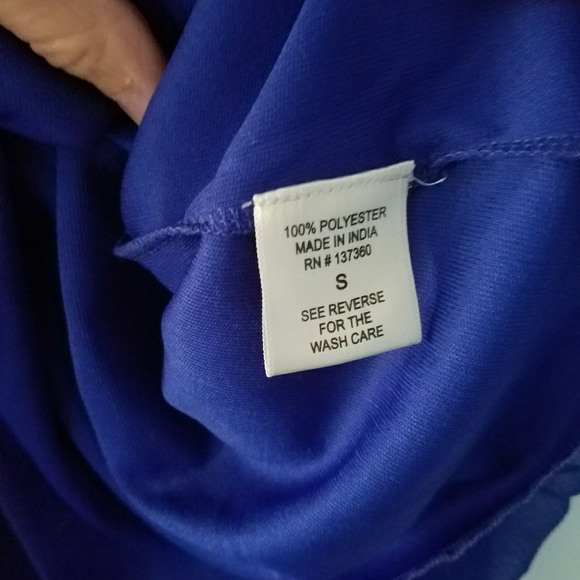 100% POLYESTER
MADE IN INDIA
RN # 137360
S
SEE REVERSE
FOR THE
WASH CARE